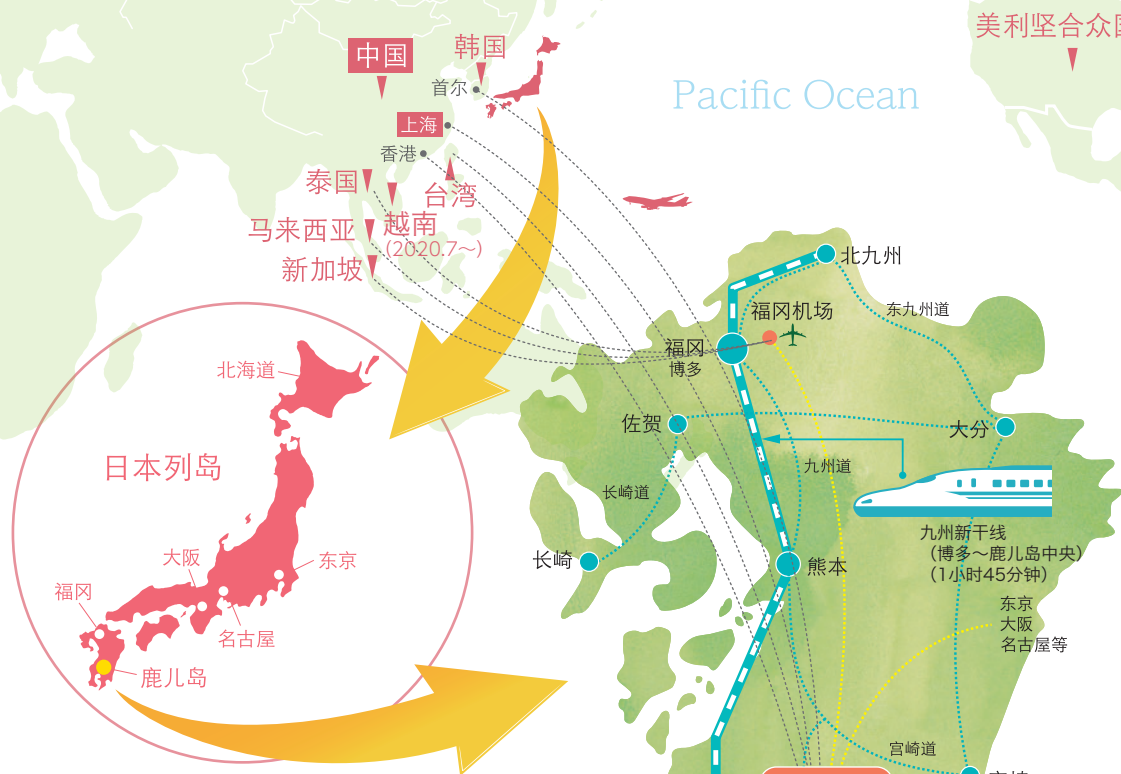 美利坚合众国
中国
韩国
首尔
Pacific Ocean
上海
香港
泰国
台湾
越南
(2020.7〜)
马来西亚
新加坡
北九州
福冈机场
东九州道
福冈
博多
佐贺
大分
九州道
长崎道
长崎
熊本
九州新干线
(博多〜鹿儿岛中央)
(1小时45分钟)
东京
大阪
名古屋等
宫崎道
北海道
日本列岛
大阪
东京
福冈
名古屋
鹿儿岛